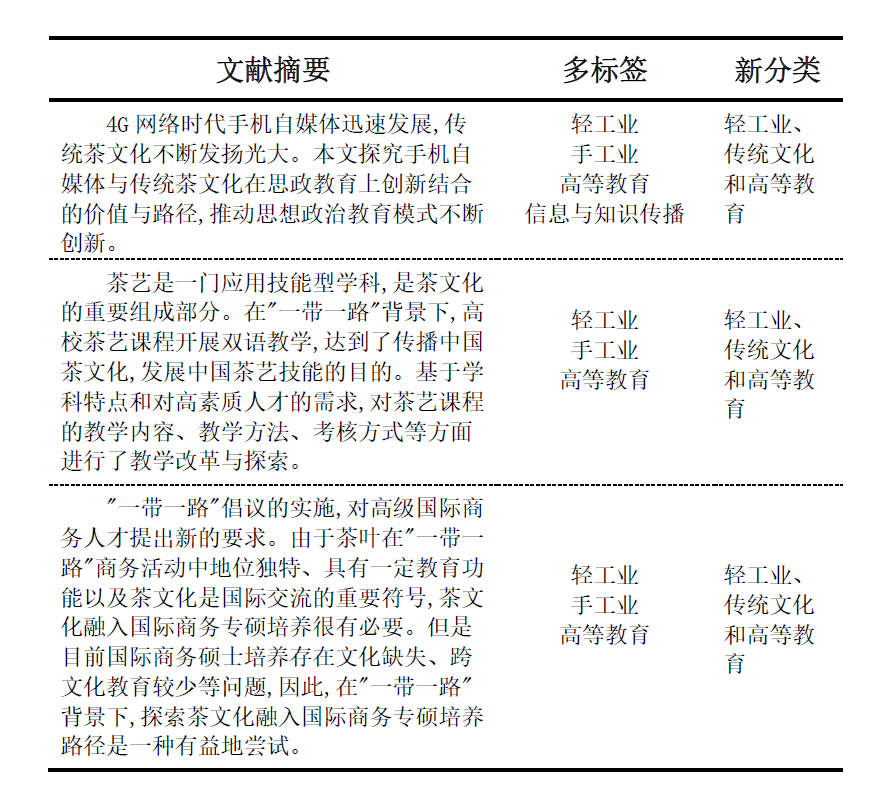 文献摘要 多标签 新分类
4G 网络时代手机自媒体迅速发展,传
统茶文化不断发扬光大。本文探究手机自
媒体与传统茶文化在思政教育上创新结合
的价值与路径,推动思想政治教育模式不断
创新。
轻工业
手工业
高等教育
信息与知识传播
轻工业、
传统文化
和高等教
育
茶艺是一门应用技能型学科,是茶文化
的重要组成部分。在"一带一路"背景下,高
校茶艺课程开展双语教学,达到了传播中国
茶文化,发展中国茶艺技能的目的。基于学
科特点和对高素质人才的需求,对茶艺课程
的教学内容、教学方法、考核方式等方面
进行了教学改革与探索。
轻工业
手工业
高等教育
轻工业、
传统文化
和高等教
育
"一带一路"倡议的实施,对高级国际商
务人才提出新的要求。由于茶叶在"一带一
路"商务活动中地位独特、具有一定教育功
能以及茶文化是国际交流的重要符号,茶文
化融入国际商务专硕培养很有必要。但是
目前国际商务硕士培养存在文化缺失、跨
文化教育较少等问题,因此,在"一带一路"
背景下,探索茶文化融入国际商务专硕培养
路径是一种有益地尝试。
轻工业
手工业
高等教育
轻工业、
传统文化
和高等教
育